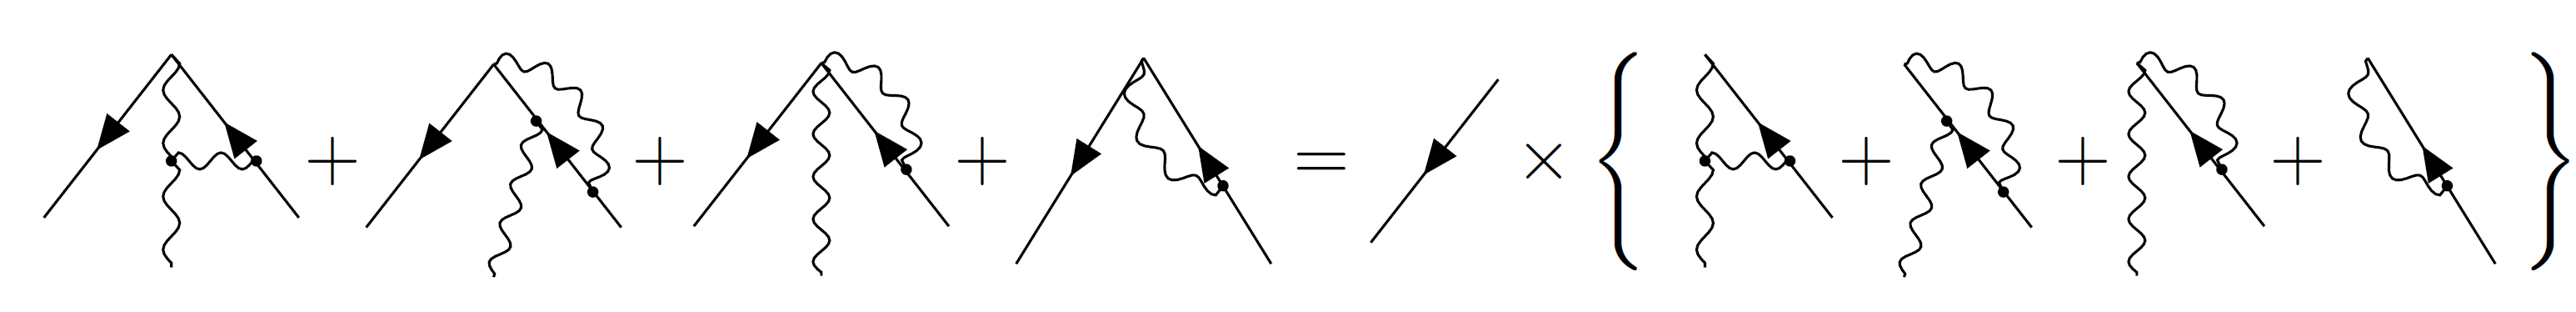 + + + = × { + + + }